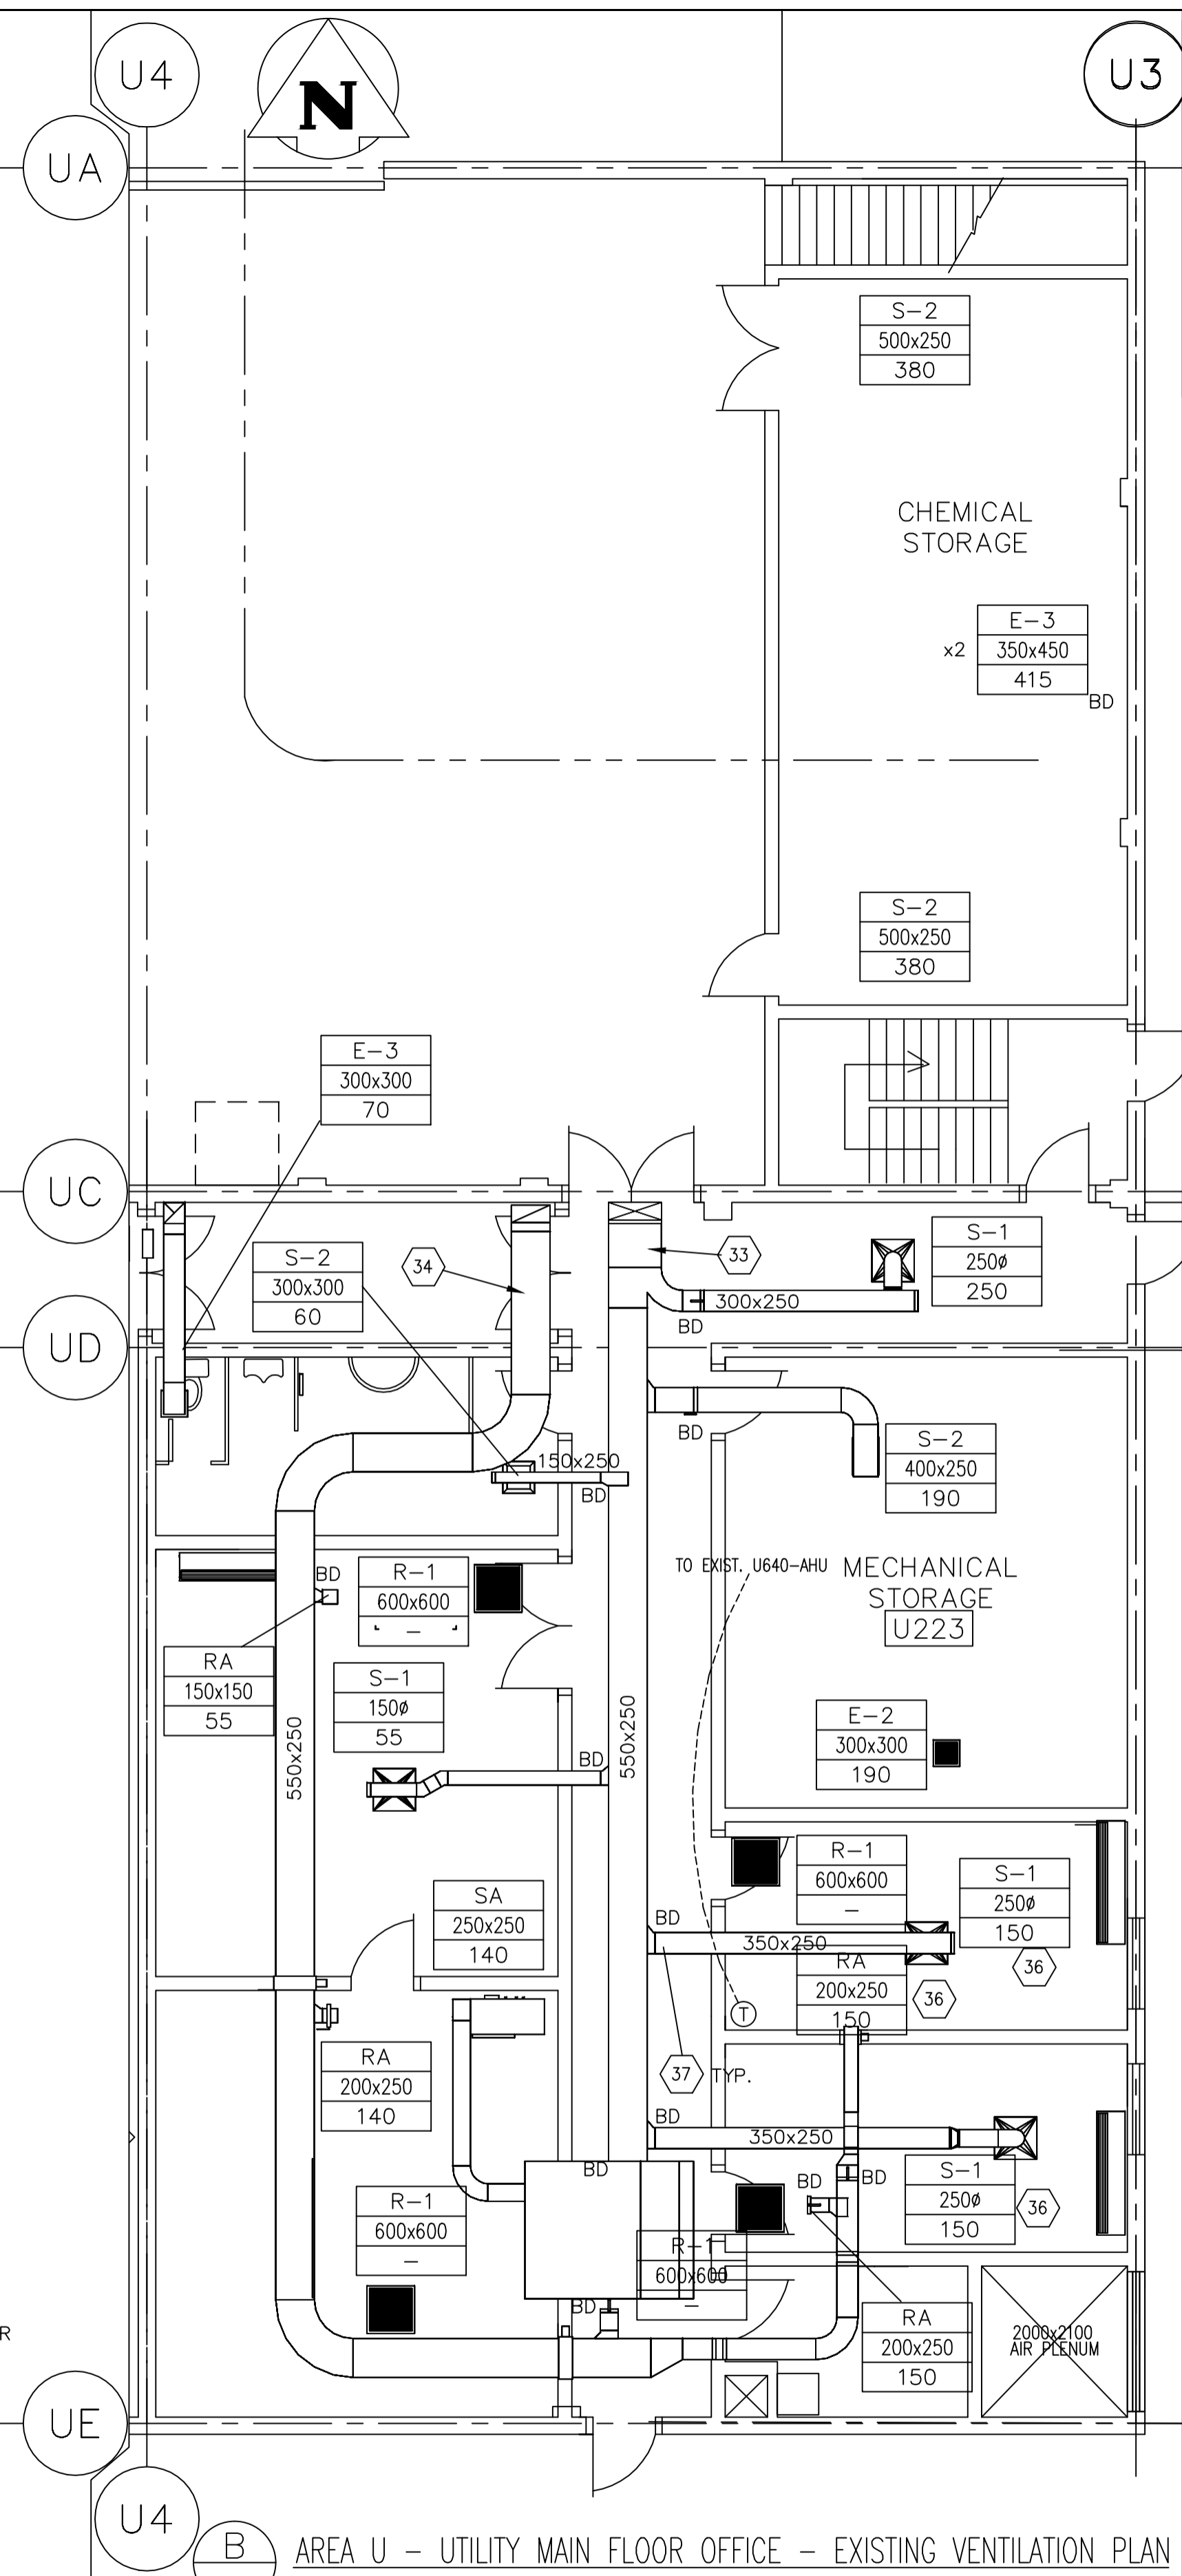 U4
N
U3
UA
S-2
500x250
380
CHEMICAL
STORAGE
E-3
x2 350x450
415
BD
S-2
500x250
380
E-3
300x300
70
UC
S-2
300x300
60
34
33
S-1
250ø
250
300x250
BD
UD
BD
S-2
400x250
190
150x250
BD
TO EXIST. U640-AHU
MECHANICAL
STORAGE
U223
BD
R-1
600x600
-
RA
150x150
55
S-1
150ø
55
550x250
550x250
BD
E-2
300x300
190
R-1
600x600
-
S-1
250ø
150
36
SA
250x250
140
BD
350x250
RA
200x250
150
36
T
37 TYP.
RA
200x250
140
BD
350x250
BD
BD
BD
S-1
250ø
150
36
R-1
600x600
-
R-1
600x600
-
BD
RA
200x250
150
2000x2100
AIR PLENUM
R
UE
U4
B
AREA U - UTILITY MAIN FLOOR OFFICE - EXISTING VENTILATION PLAN